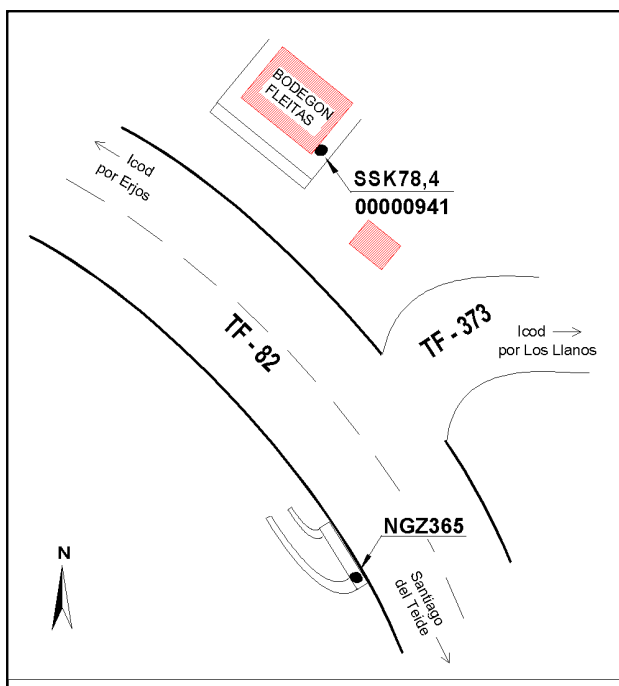 BODEGON
FLEITAS
Icod
por Erjos
SSK78,4
00000941
TF - 82
TF - 373
Icod
por Los Llanos
NGZ365
N
Santiago
del Teide